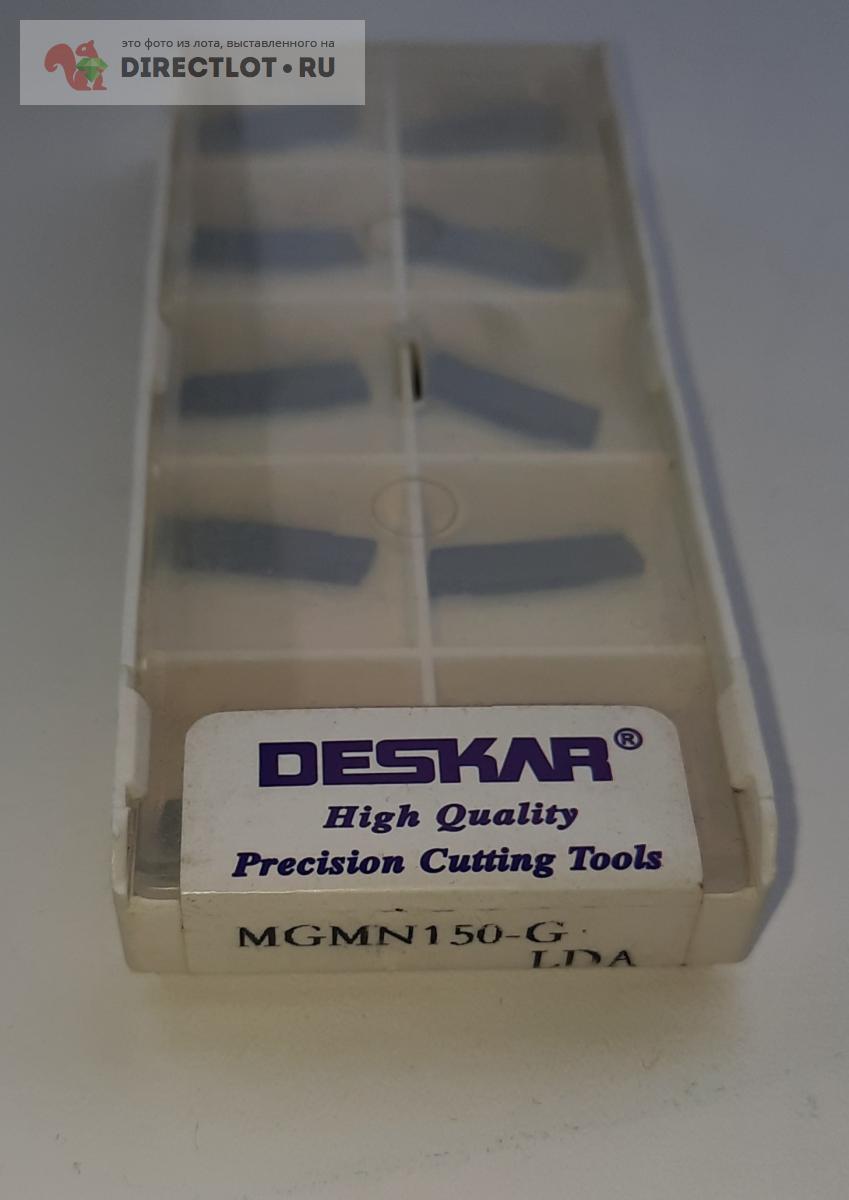 это фото из лота, выставленного на
DIRECTLOT•RU
DESKAR®
High Quality
Precision Cutting Tools
MGMN150-G
LDA